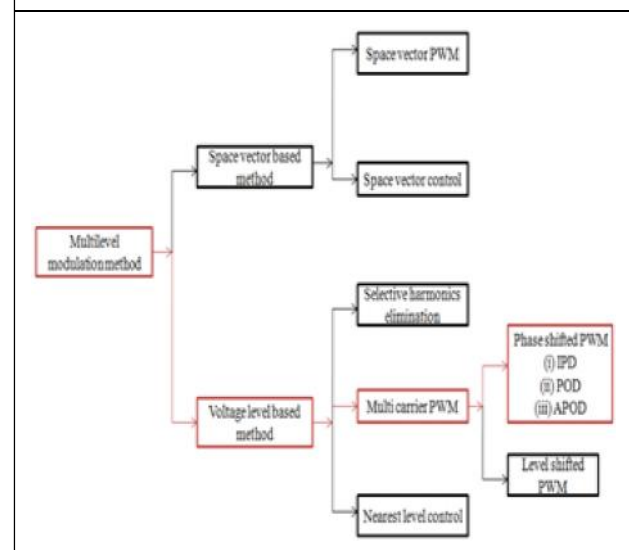 Space vector PWM
Space vector based
method
Space vector control
Multilevel
modulation method
Selective harmonics
elimination
Phase shifted PWM
(i) IPD
(ii) POD
(iii) APOD
Voltage level based
method
Multi carrier PWM
Level shifted
PWM
Nearest level control